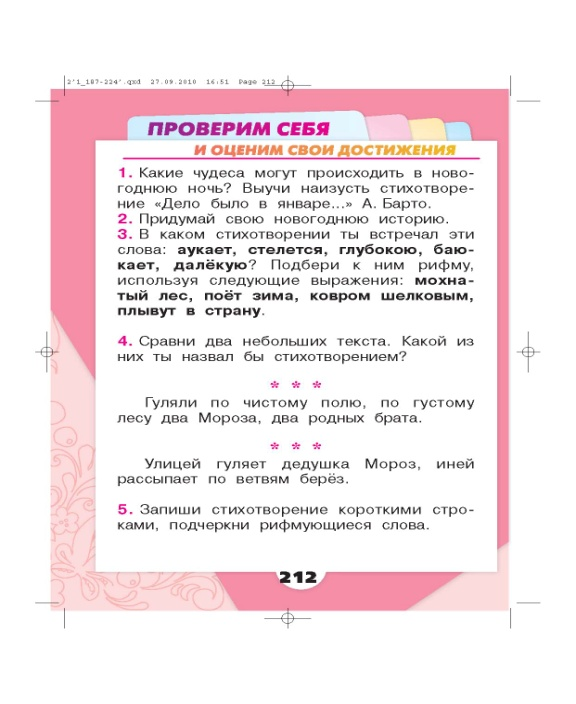 2'1_187-224'.qxd 27.09.2010 16:51 Page 212
ПРОВЕРИМ СЕБЯ
И ОЦЕНИМ СВОИ ДОСТИЖЕНИЯ
1. Какие чудеса могут происходить в ново-
годнюю ночь? Выучи наизусть стихотворе-
ние «Дело было в январе...» А. Барто.
2. Придумай свою новогоднюю историю.
3. В каком стихотворении ты встречал эти
слова: аукает, стелется, глубокою, баю-
кает, далёкую? Подбери к ним рифму,
используя следующие выражения: мохна-
тый лес, поёт зима, ковром шелковым,
плывут в страну.
4. Сравни два небольших текста. Какой из
них ты назвал бы стихотворением?
* * *
Гуляли по чистому полю, по густому
лесу два Мороза, два родных брата.
* * *
Улицей гуляет дедушка Мороз, иней
рассыпает по ветвям берёз.
5. Запиши стихотворение короткими стро-
ками, подчеркни рифмующиеся слова.
212